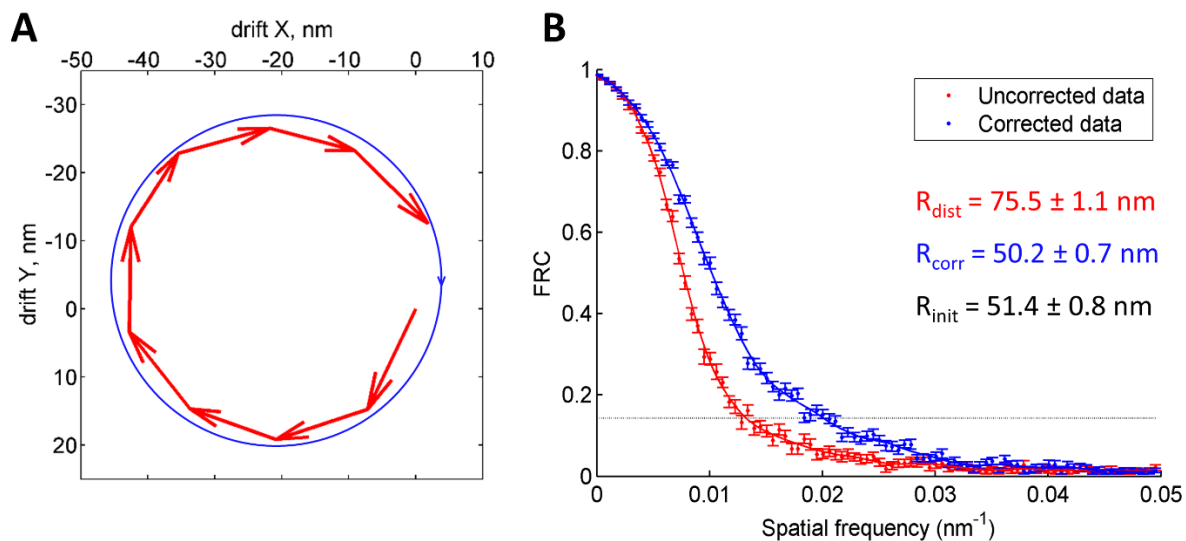 A
drift X, nm
-50 -40 -30 -20 -10 0 10
drift Y, nm
-30
-20
-10
0
10
20
B
FRC
1
0.8
0.6
0.4
0.2
0
0 0.01 0.02 0.03 0.04 0.05
Spatial frequency (nm⁻¹)
Uncorrected data
Corrected data
R_dist = 75.5 ± 1.1 nm
R_corr = 50.2 ± 0.7 nm
R_init = 51.4 ± 0.8 nm